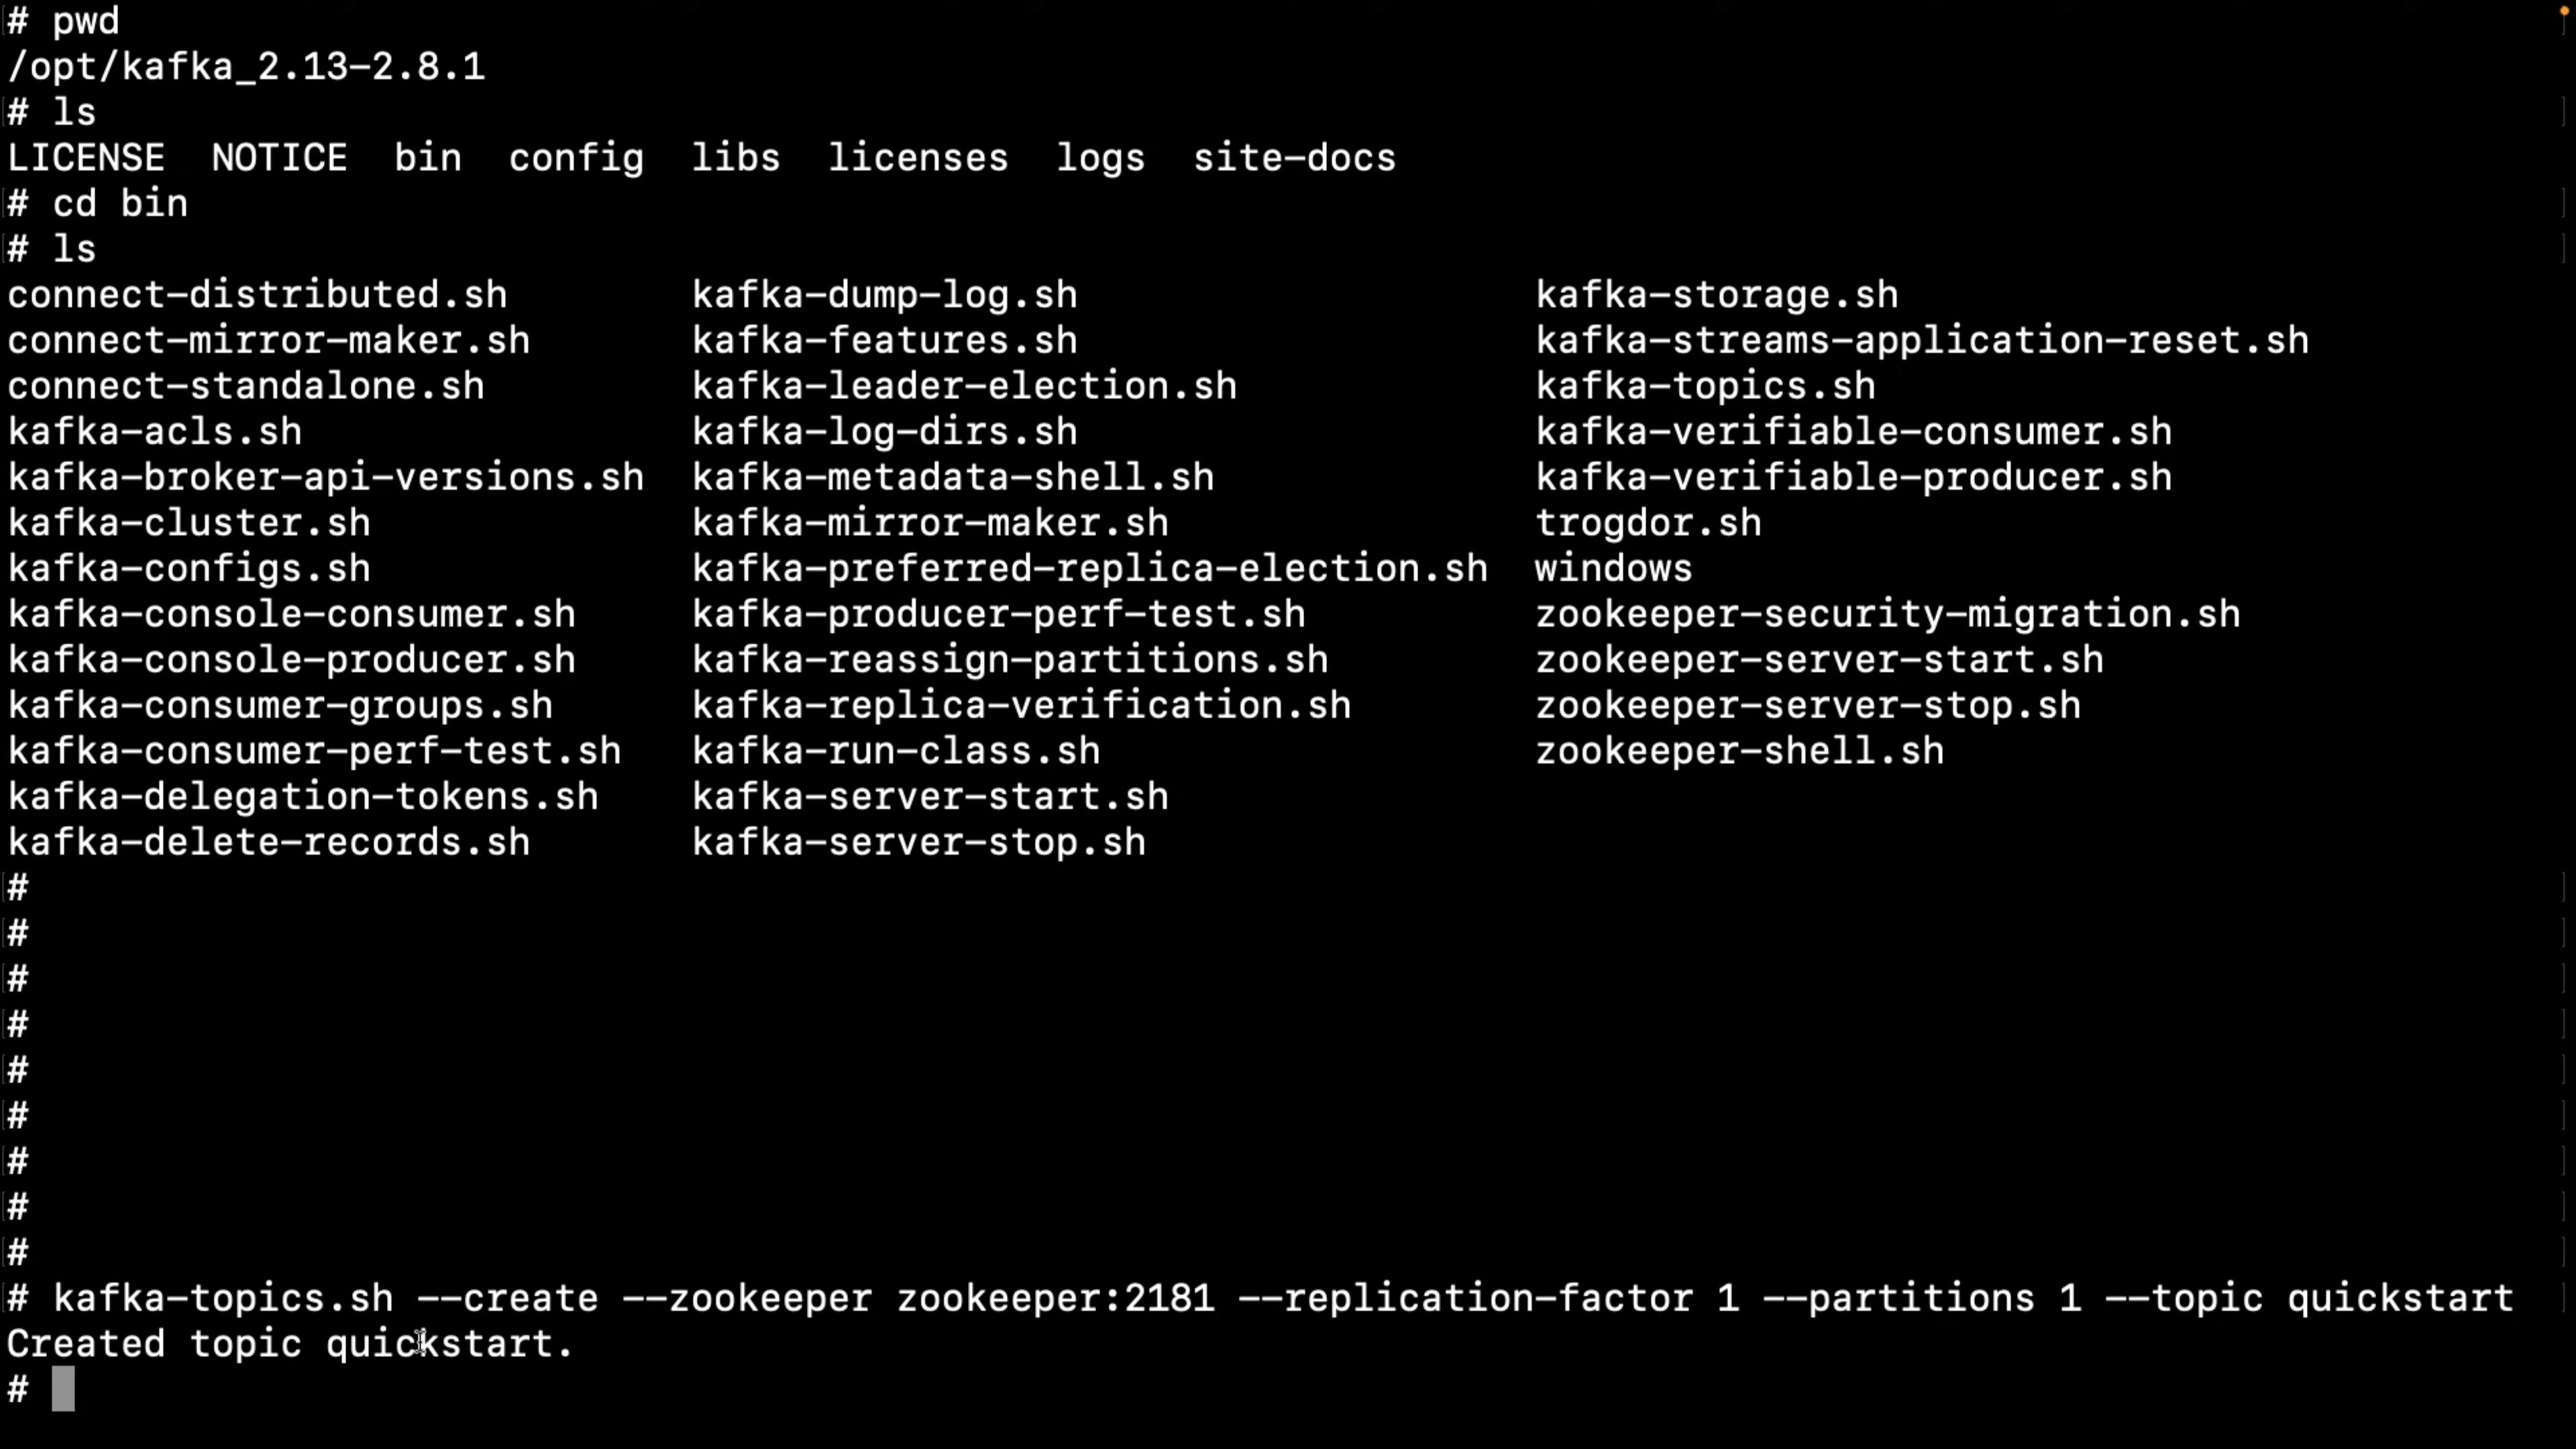 # pwd
/opt/kafka_2.13-2.8.1
# ls
LICENSE  NOTICE  bin  config  libs  licenses  logs  site-docs
# cd bin
# ls
connect-distributed.sh        kafka-dump-log.sh                    kafka-storage.sh
connect-mirror-maker.sh       kafka-features.sh                    kafka-streams-application-reset.sh
connect-standalone.sh         kafka-leader-election.sh             kafka-topics.sh
kafka-acls.sh                 kafka-log-dirs.sh                    kafka-verifiable-consumer.sh
kafka-broker-api-versions.sh  kafka-metadata-shell.sh              kafka-verifiable-producer.sh
kafka-cluster.sh              kafka-mirror-maker.sh                trogdor.sh
kafka-configs.sh              kafka-preferred-replica-election.sh  windows
kafka-console-consumer.sh     kafka-producer-perf-test.sh          zookeeper-security-migration.sh
kafka-console-producer.sh     kafka-reassign-partitions.sh         zookeeper-server-start.sh
kafka-consumer-groups.sh      kafka-replica-verification.sh        zookeeper-server-stop.sh
kafka-consumer-perf-test.sh   kafka-run-class.sh                   zookeeper-shell.sh
kafka-delegation-tokens.sh    kafka-server-start.sh
kafka-delete-records.sh       kafka-server-stop.sh
#
#
#
#
#
#
#
#
#
# kafka-topics.sh --create --zookeeper zookeeper:2181 --replication-factor 1 --partitions 1 --topic quickstart
Created topic quickstart.
#